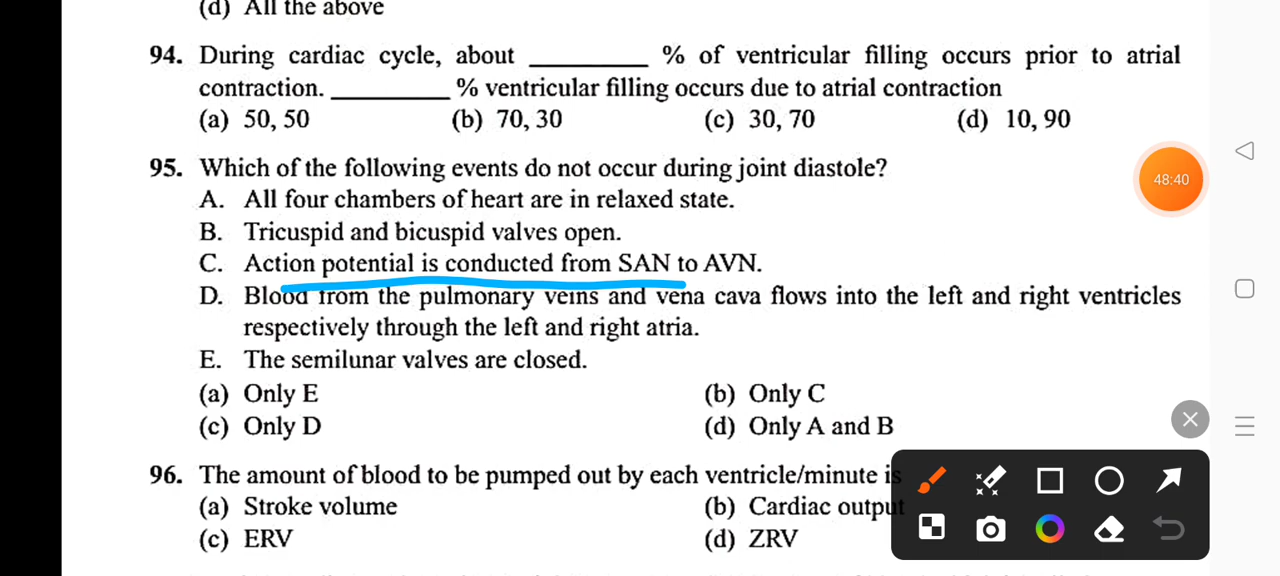 (d) All the above
94. During cardiac cycle, about _________ % of ventricular filling occurs prior to atrial
contraction. _________ % ventricular filling occurs due to atrial contraction
(a) 50, 50 (b) 70, 30 (c) 30, 70 (d) 10, 90
95. Which of the following events do not occur during joint diastole?
A. All four chambers of heart are in relaxed state.
B. Tricuspid and bicuspid valves open.
C. Action potential is conducted from SAN to AVN.
D. Blood from the pulmonary veins and vena cava flows into the left and right ventricles
respectively through the left and right atria.
E. The semilunar valves are closed.
(a) Only E (b) Only C
(c) Only D (d) Only A and B
96. The amount of blood to be pumped out by each ventricle/minute is
(a) Stroke volume (b) Cardiac output
(c) ERV (d) ZRV
48:40